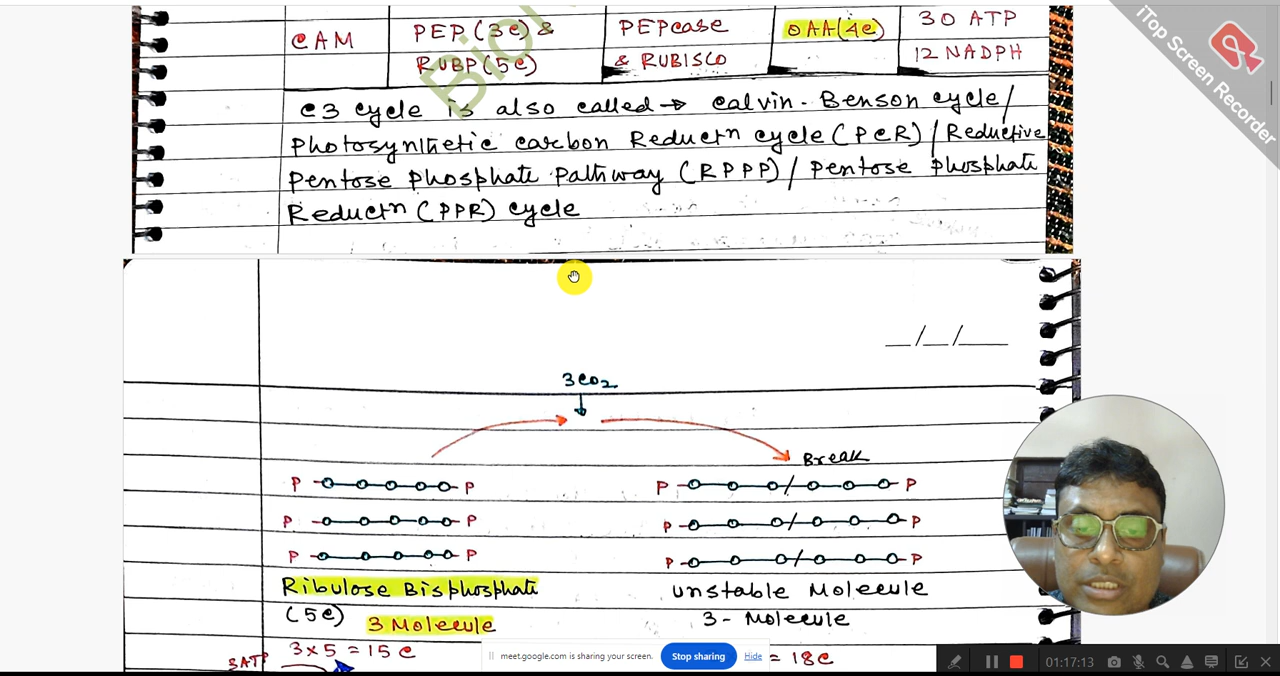 CAM PEP (3C) & RUBP (5C) PEPcase & RUBISCO OAA (4C) 30 ATP 12 NADPH
C3 cycle is also called → Calvin-Benson cycle /
Photosynthetic carbon Reductn cycle (PCR) / Reductive
Pentose Phosphate Pathway (RPPP) / Pentose Phosphate
Reductn (PPR) cycle
__/__/__
3CO2
Break
P P P P
P P P P
P P P P
Ribulose Bisphosphate unstable Molecule
(5C) 3 Molecule 3 - Molecule
3 x 5 = 15 C = 18C
3ATP
meet.google.com is sharing your screen. Stop sharing Hide
01:17:13
iTop Screen Recorder